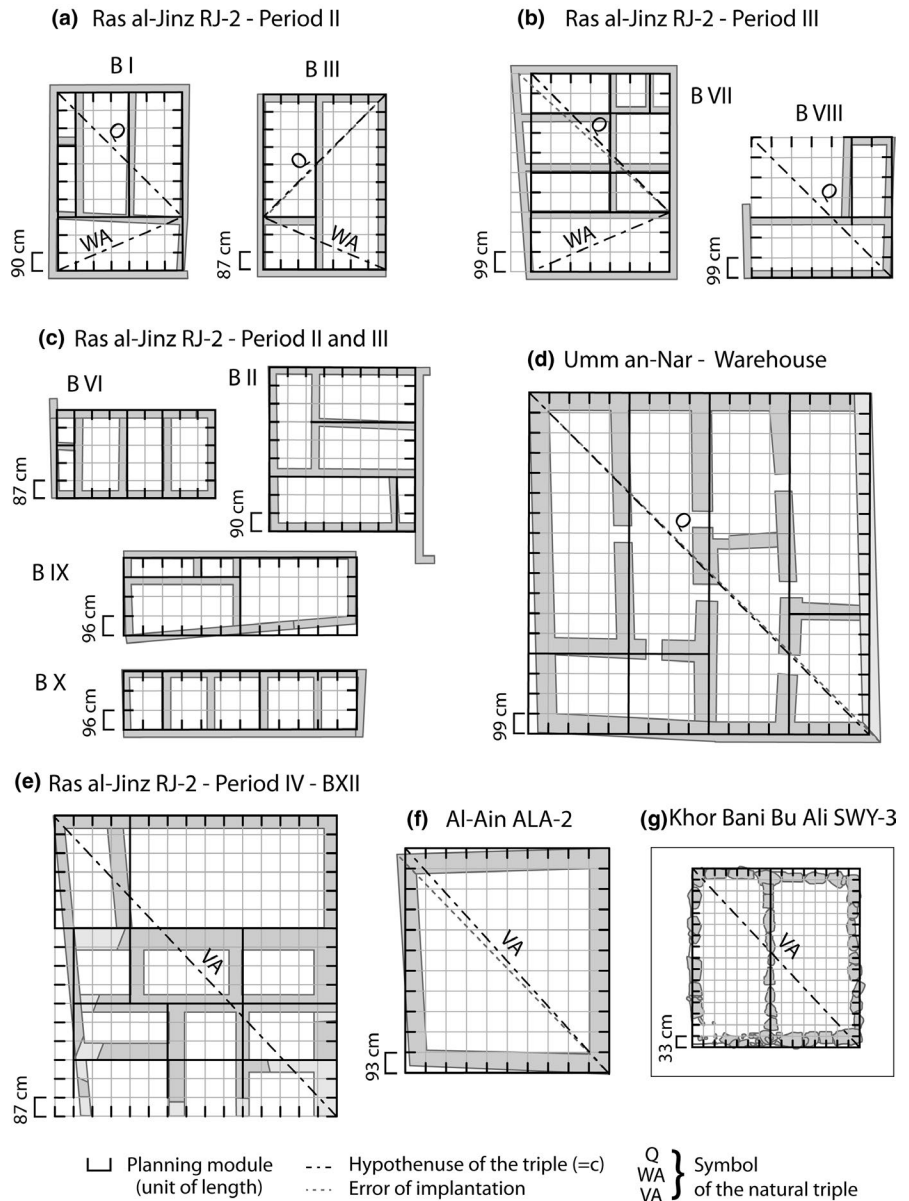 (a) Ras al-Jinz RJ-2 - Period II
B I
B III
Q
WA
90 cm
Q
WA
87 cm
(b) Ras al-Jinz RJ-2 - Period III
B VII
B VIII
Q
WA
99 cm
Q
99 cm
(c) Ras al-Jinz RJ-2 - Period II and III
B VI
87 cm
B II
90 cm
B IX
96 cm
B X
96 cm
(d) Umm an-Nar - Warehouse
Q
99 cm
(e) Ras al-Jinz RJ-2 - Period IV - BXII
VA
87 cm
(f) Al-Ain ALA-2
VA
93 cm
(g) Khor Bani Bu Ali SWY-3
VA
33 cm
Planning module
(unit of length)
Hypothenuse of the triple (=c)
Error of implantation
Q
WA
VA
}
Symbol
of the natural triple